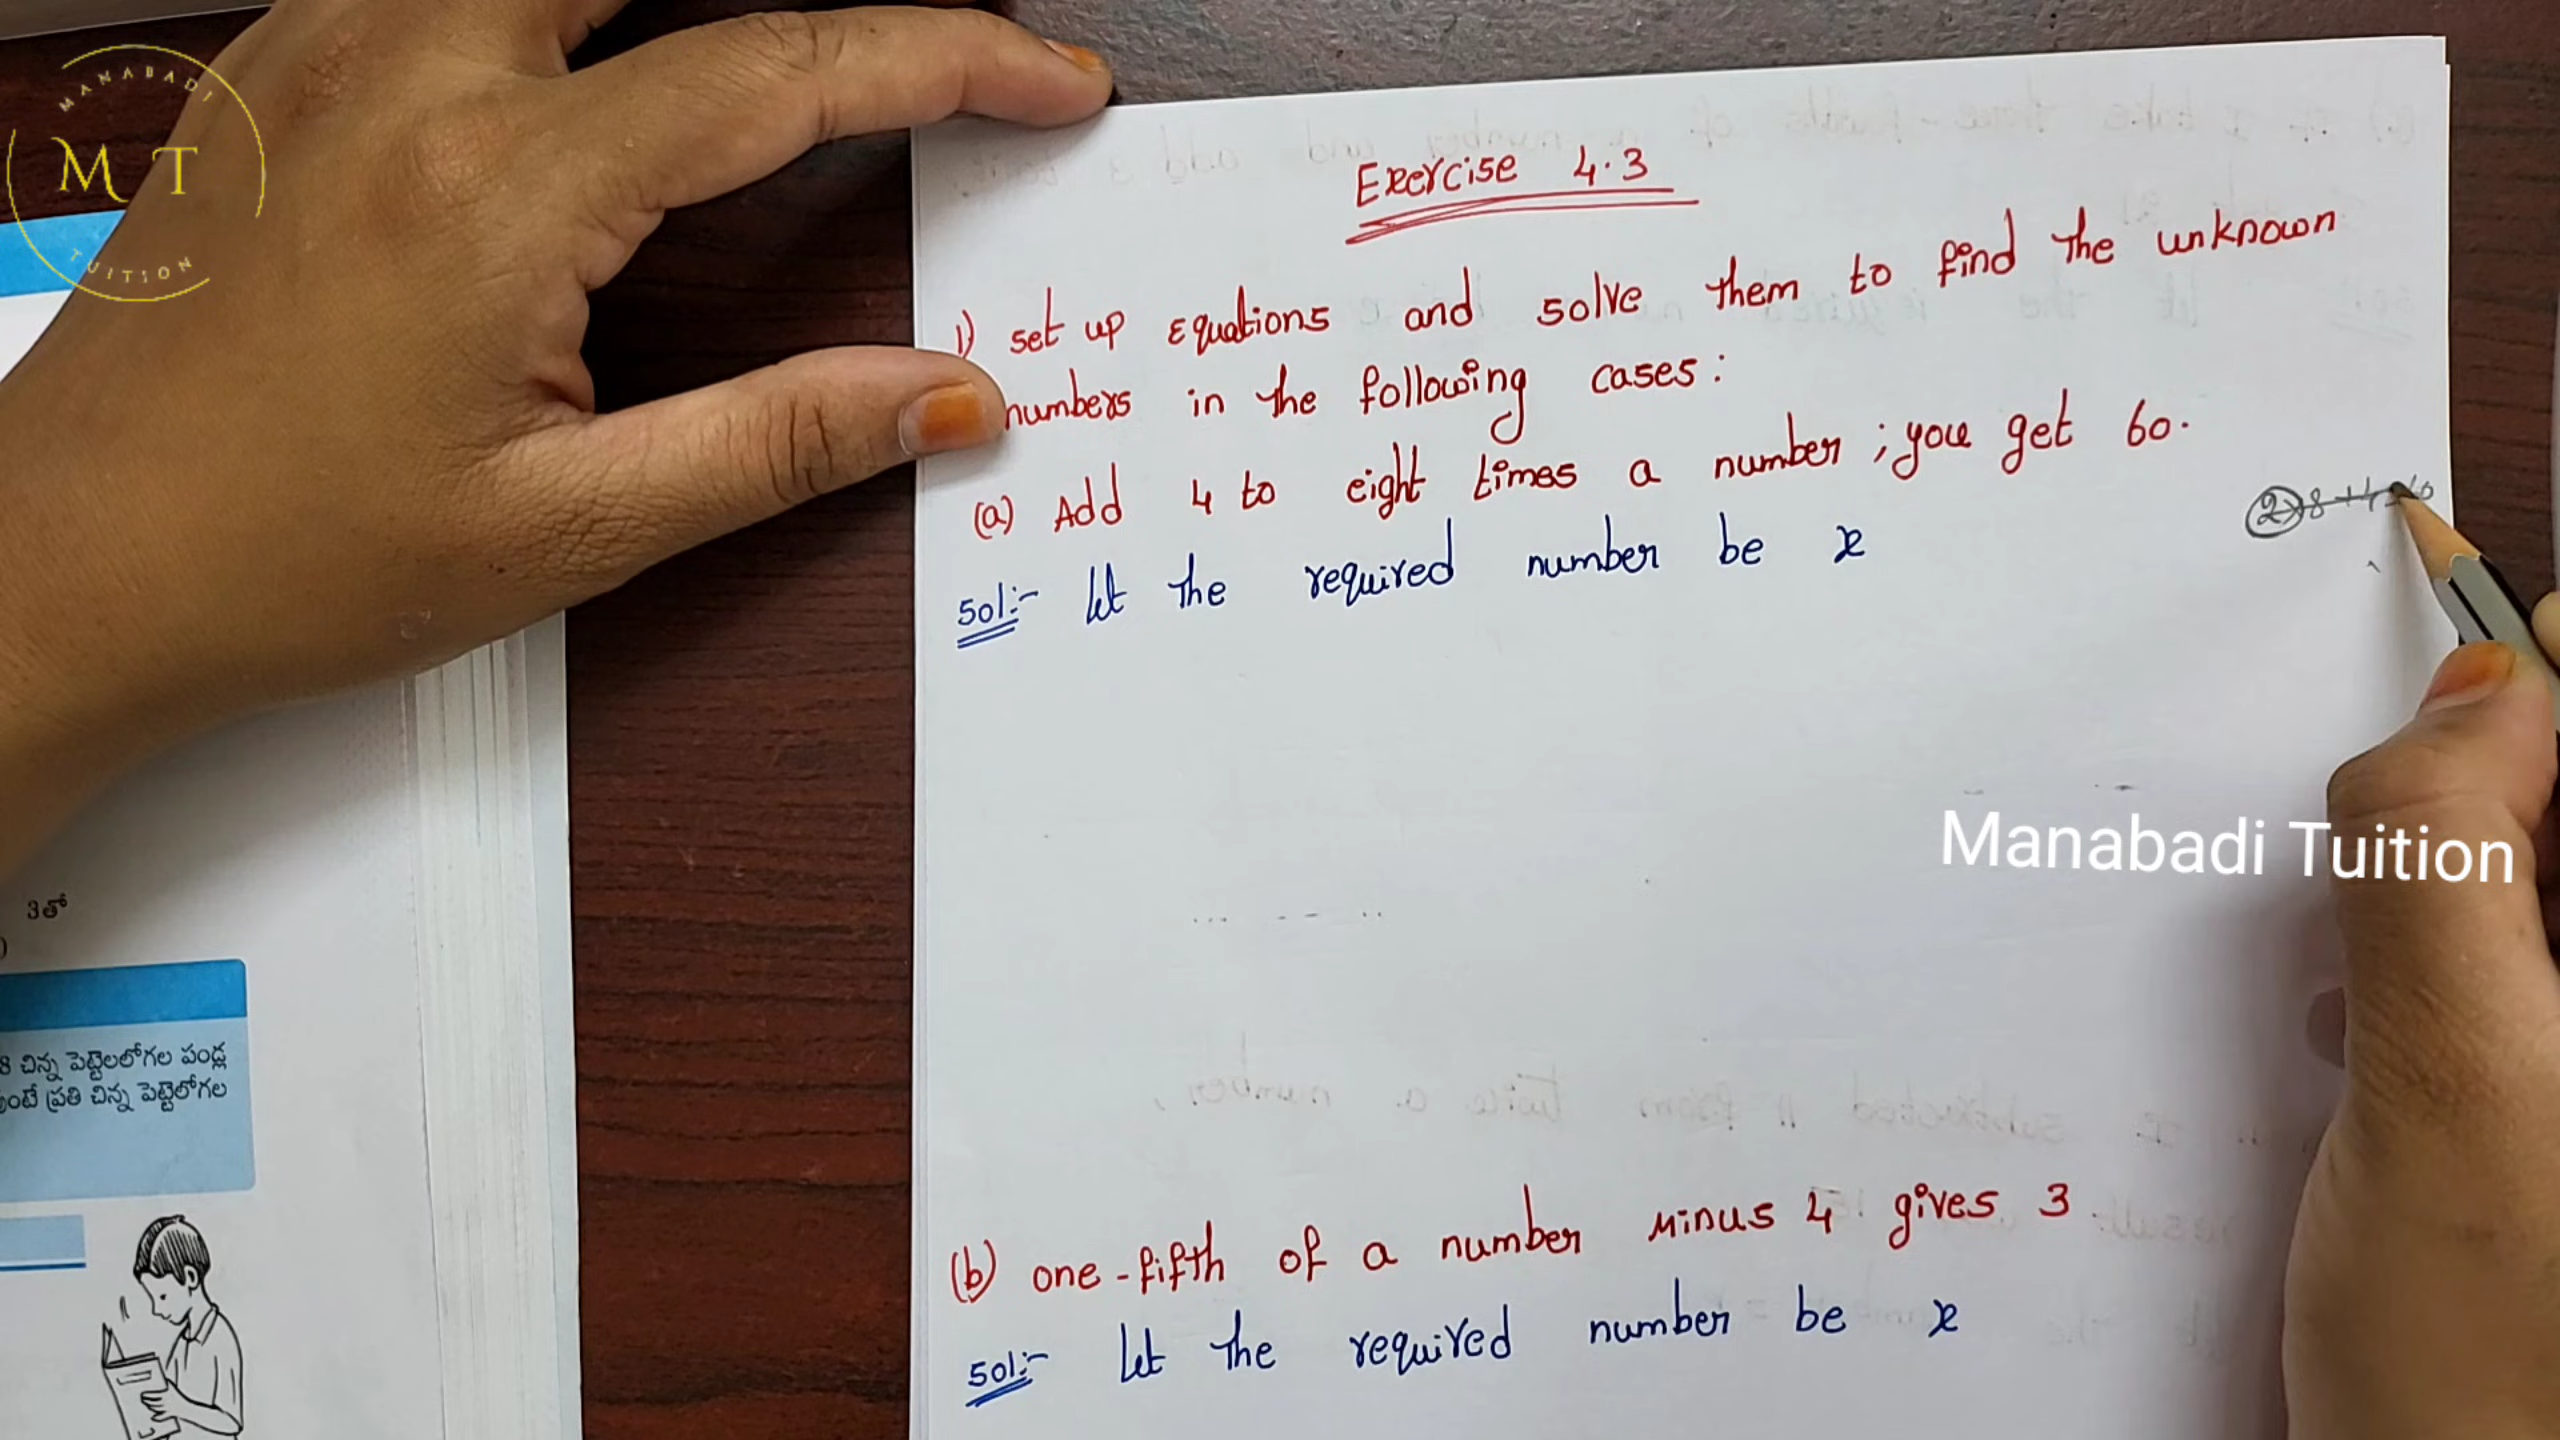 MANABADI
M T
TUITION
Exercise 4.3
1) set up equations and solve them to find the unknown
numbers in the following cases:
(a) Add 4 to eight times a number; you get 60.
Sol:- let the required number be x
Manabadi Tuition
(b) one-fifth of a number minus 4 gives 3
Sol:- let the required number be x
3తో
8 చిన్న పెట్టెలలోగల పండ్ల
ప్రతి చిన్న పెట్టెలోగల